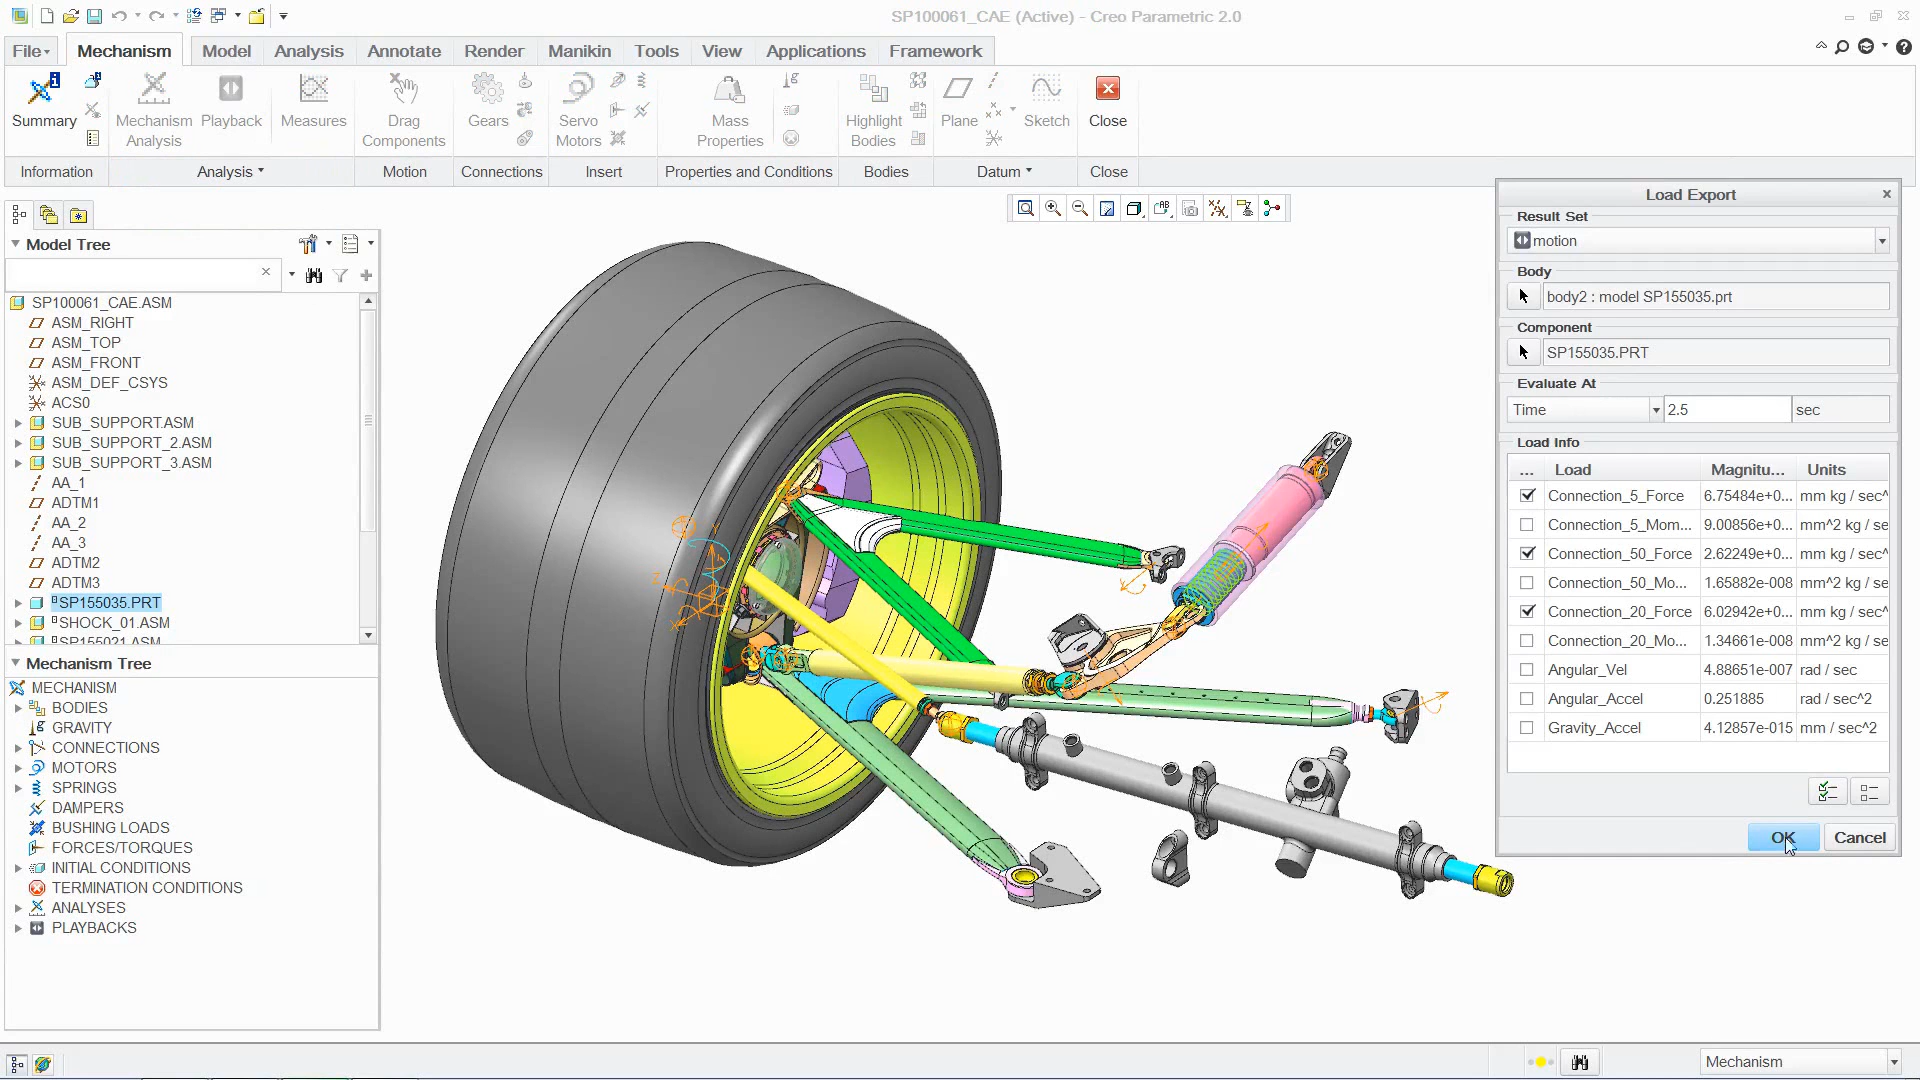 SP100061_CAE (Active) - Creo Parametric 2.0
File Mechanism Model Analysis Annotate Render Manikin Tools View Applications Framework
Summary
Mechanism
Analysis
Playback
Measures
Drag
Components
Gears
Servo
Motors
Mass
Properties
Highlight
Bodies
Plane
Sketch
Close
Information Analysis Motion Connections Insert Properties and Conditions Bodies Datum Close
Model Tree
SP100061_CAE.ASM
ASM_RIGHT
ASM_TOP
ASM_FRONT
ASM_DEF_CSYS
ACS0
SUB_SUPPORT.ASM
SUB_SUPPORT_2.ASM
SUB_SUPPORT_3.ASM
AA_1
ADTM1
AA_2
AA_3
ADTM2
ADTM3
SP155035.PRT
SHOCK_01.ASM
SP155021.ASM
Mechanism Tree
MECHANISM
BODIES
GRAVITY
CONNECTIONS
MOTORS
SPRINGS
DAMPERS
BUSHING LOADS
FORCES/TORQUES
INITIAL CONDITIONS
TERMINATION CONDITIONS
ANALYSES
PLAYBACKS
Load Export
Result Set
motion
Body
body2 : model SP155035.prt
Component
SP155035.PRT
Evaluate At
Time 2.5 sec
Load Info
... Load Magnitu... Units
Connection_5_Force 6.75484e+0... mm kg / sec^
Connection_5_Mom... 9.00856e+0... mm^2 kg / se
Connection_50_Force 2.62249e+0... mm kg / sec^
Connection_50_Mo... 1.65882e-008 mm^2 kg / se
Connection_20_Force 6.02942e+0... mm kg / sec^
Connection_20_Mo... 1.34661e-008 mm^2 kg / se
Angular_Vel 4.88651e-007 rad / sec
Angular_Accel 0.251885 rad / sec^2
Gravity_Accel 4.12857e-015 mm / sec^2
OK Cancel
Mechanism